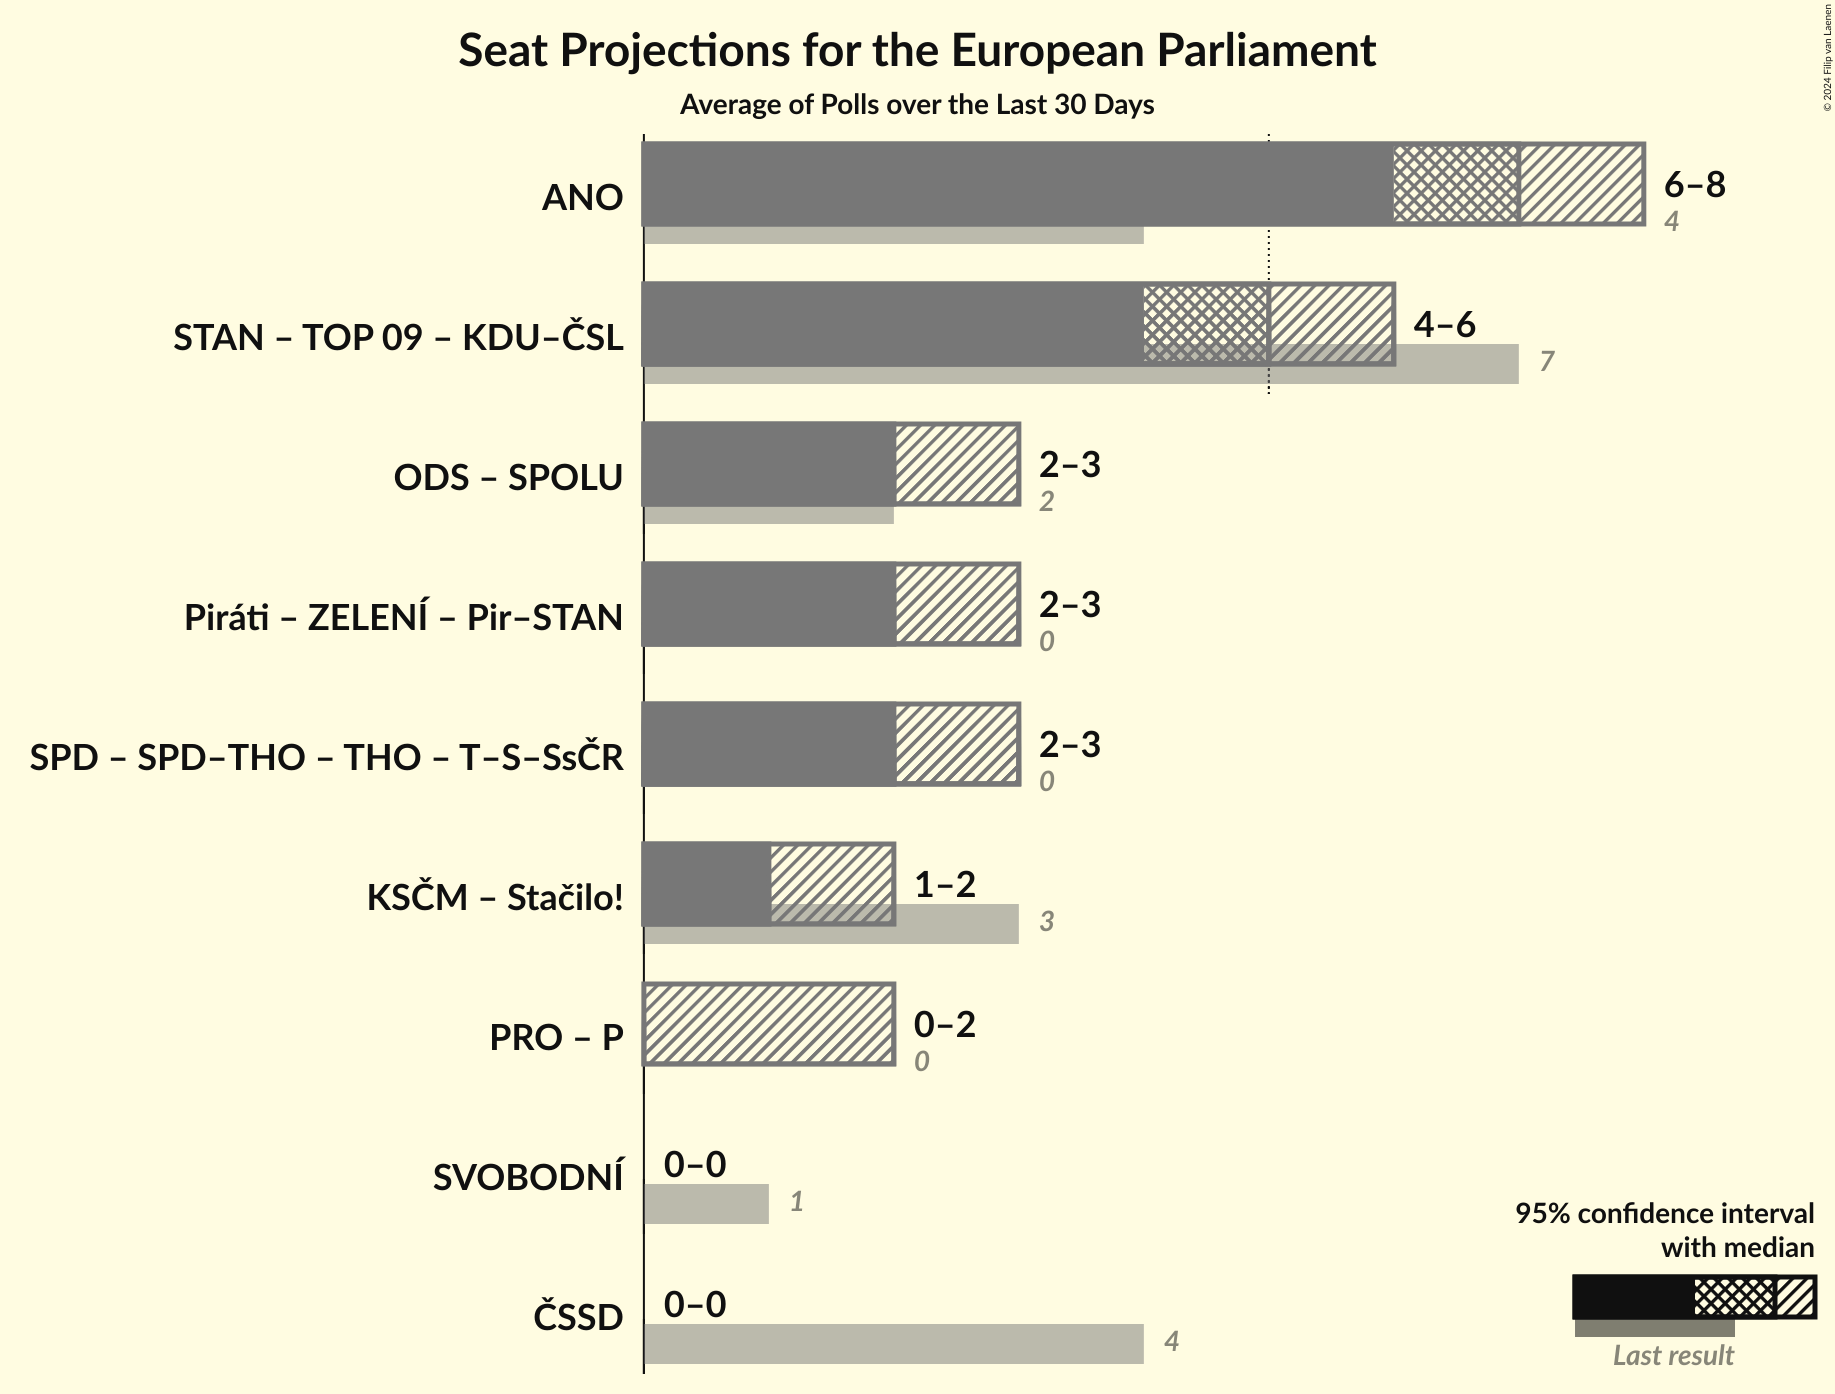 Seat Projections for the European Parliament
Average of Polls over the Last 30 Days
© 2024 Filip van Laenen
ANO
6–8
4
STAN – TOP 09 – KDU–ČSL
4–6
7
ODS – SPOLU
2–3
2
Piráti – ZELENÍ – Pir–STAN
2–3
0
SPD – SPD–THO – THO – T–S–SsČR
2–3
0
KSČM – Stačilo!
1–2
3
PRO – P
0–2
0
SVOBODNÍ
0–0
1
ČSSD
0–0
4
95% confidence interval
with median
Last result